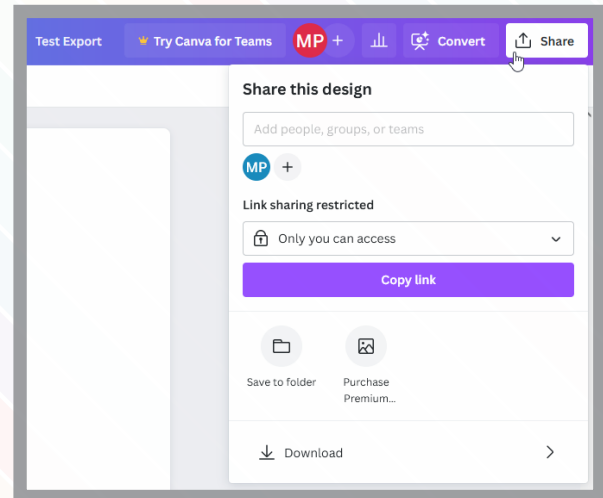 Test Export
Try Canva for Teams
MP
Convert
Share
Share this design
Add people, groups, or teams
MP
Link sharing restricted
Only you can access
Copy link
Save to folder
Purchase
Premium...
Download